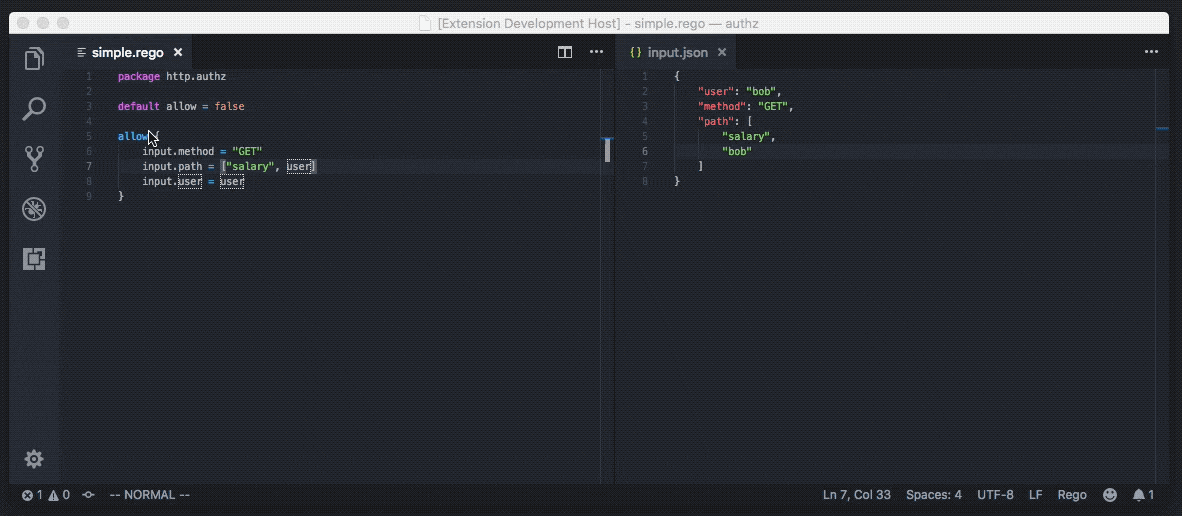 [Extension Development Host] - simple.rego — authz
simple.rego ×
1 package http.authz
2
3 default allow = false
4
5 allow {
6 input.method = "GET"
7 input.path = ["salary", user]
8 input.user = user
9 }
{} input.json ×
1 {
2 "user": "bob",
3 "method": "GET",
4 "path": [
5 "salary",
6 "bob"
7 ]
8 }
1 0 -- NORMAL -- Ln 7, Col 33 Spaces: 4 UTF-8 LF Rego 1